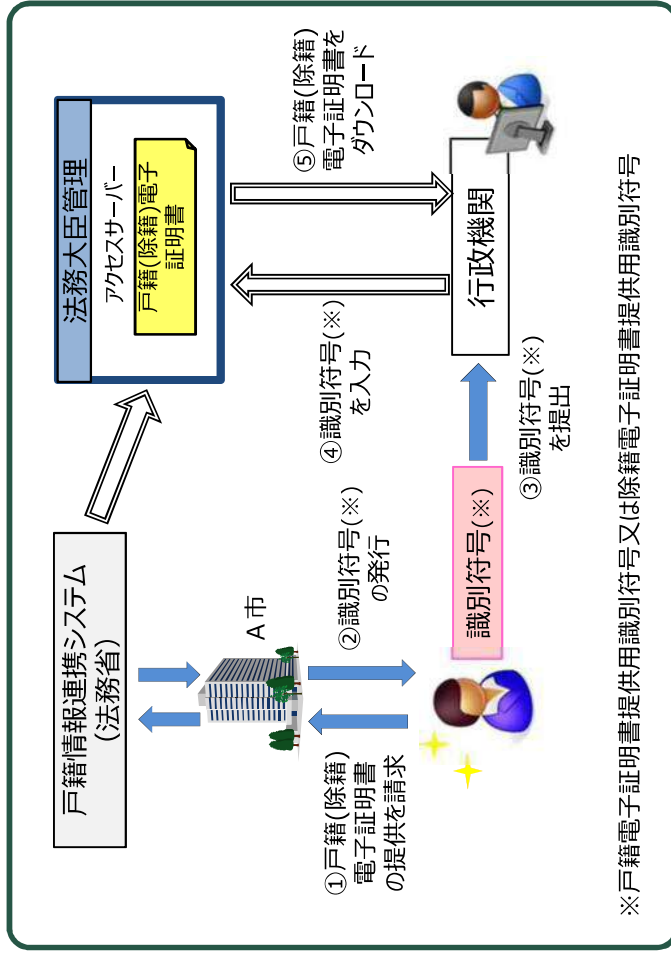 戸籍情報連携システム
(法務省)
法務大臣管理
アクセスサーバー
戸籍(除籍)電子
証明書
A市
①戸籍(除籍)
電子証明書
の提供を請求
②識別符号(※)
の発行
④識別符号(※)
を入力
⑤戸籍(除籍)
電子証明書を
ダウンロード
識別符号(※)
③識別符号(※)
を提出
行政機関
※戸籍電子証明書提供用識別符号又は除籍電子証明書提供用識別符号